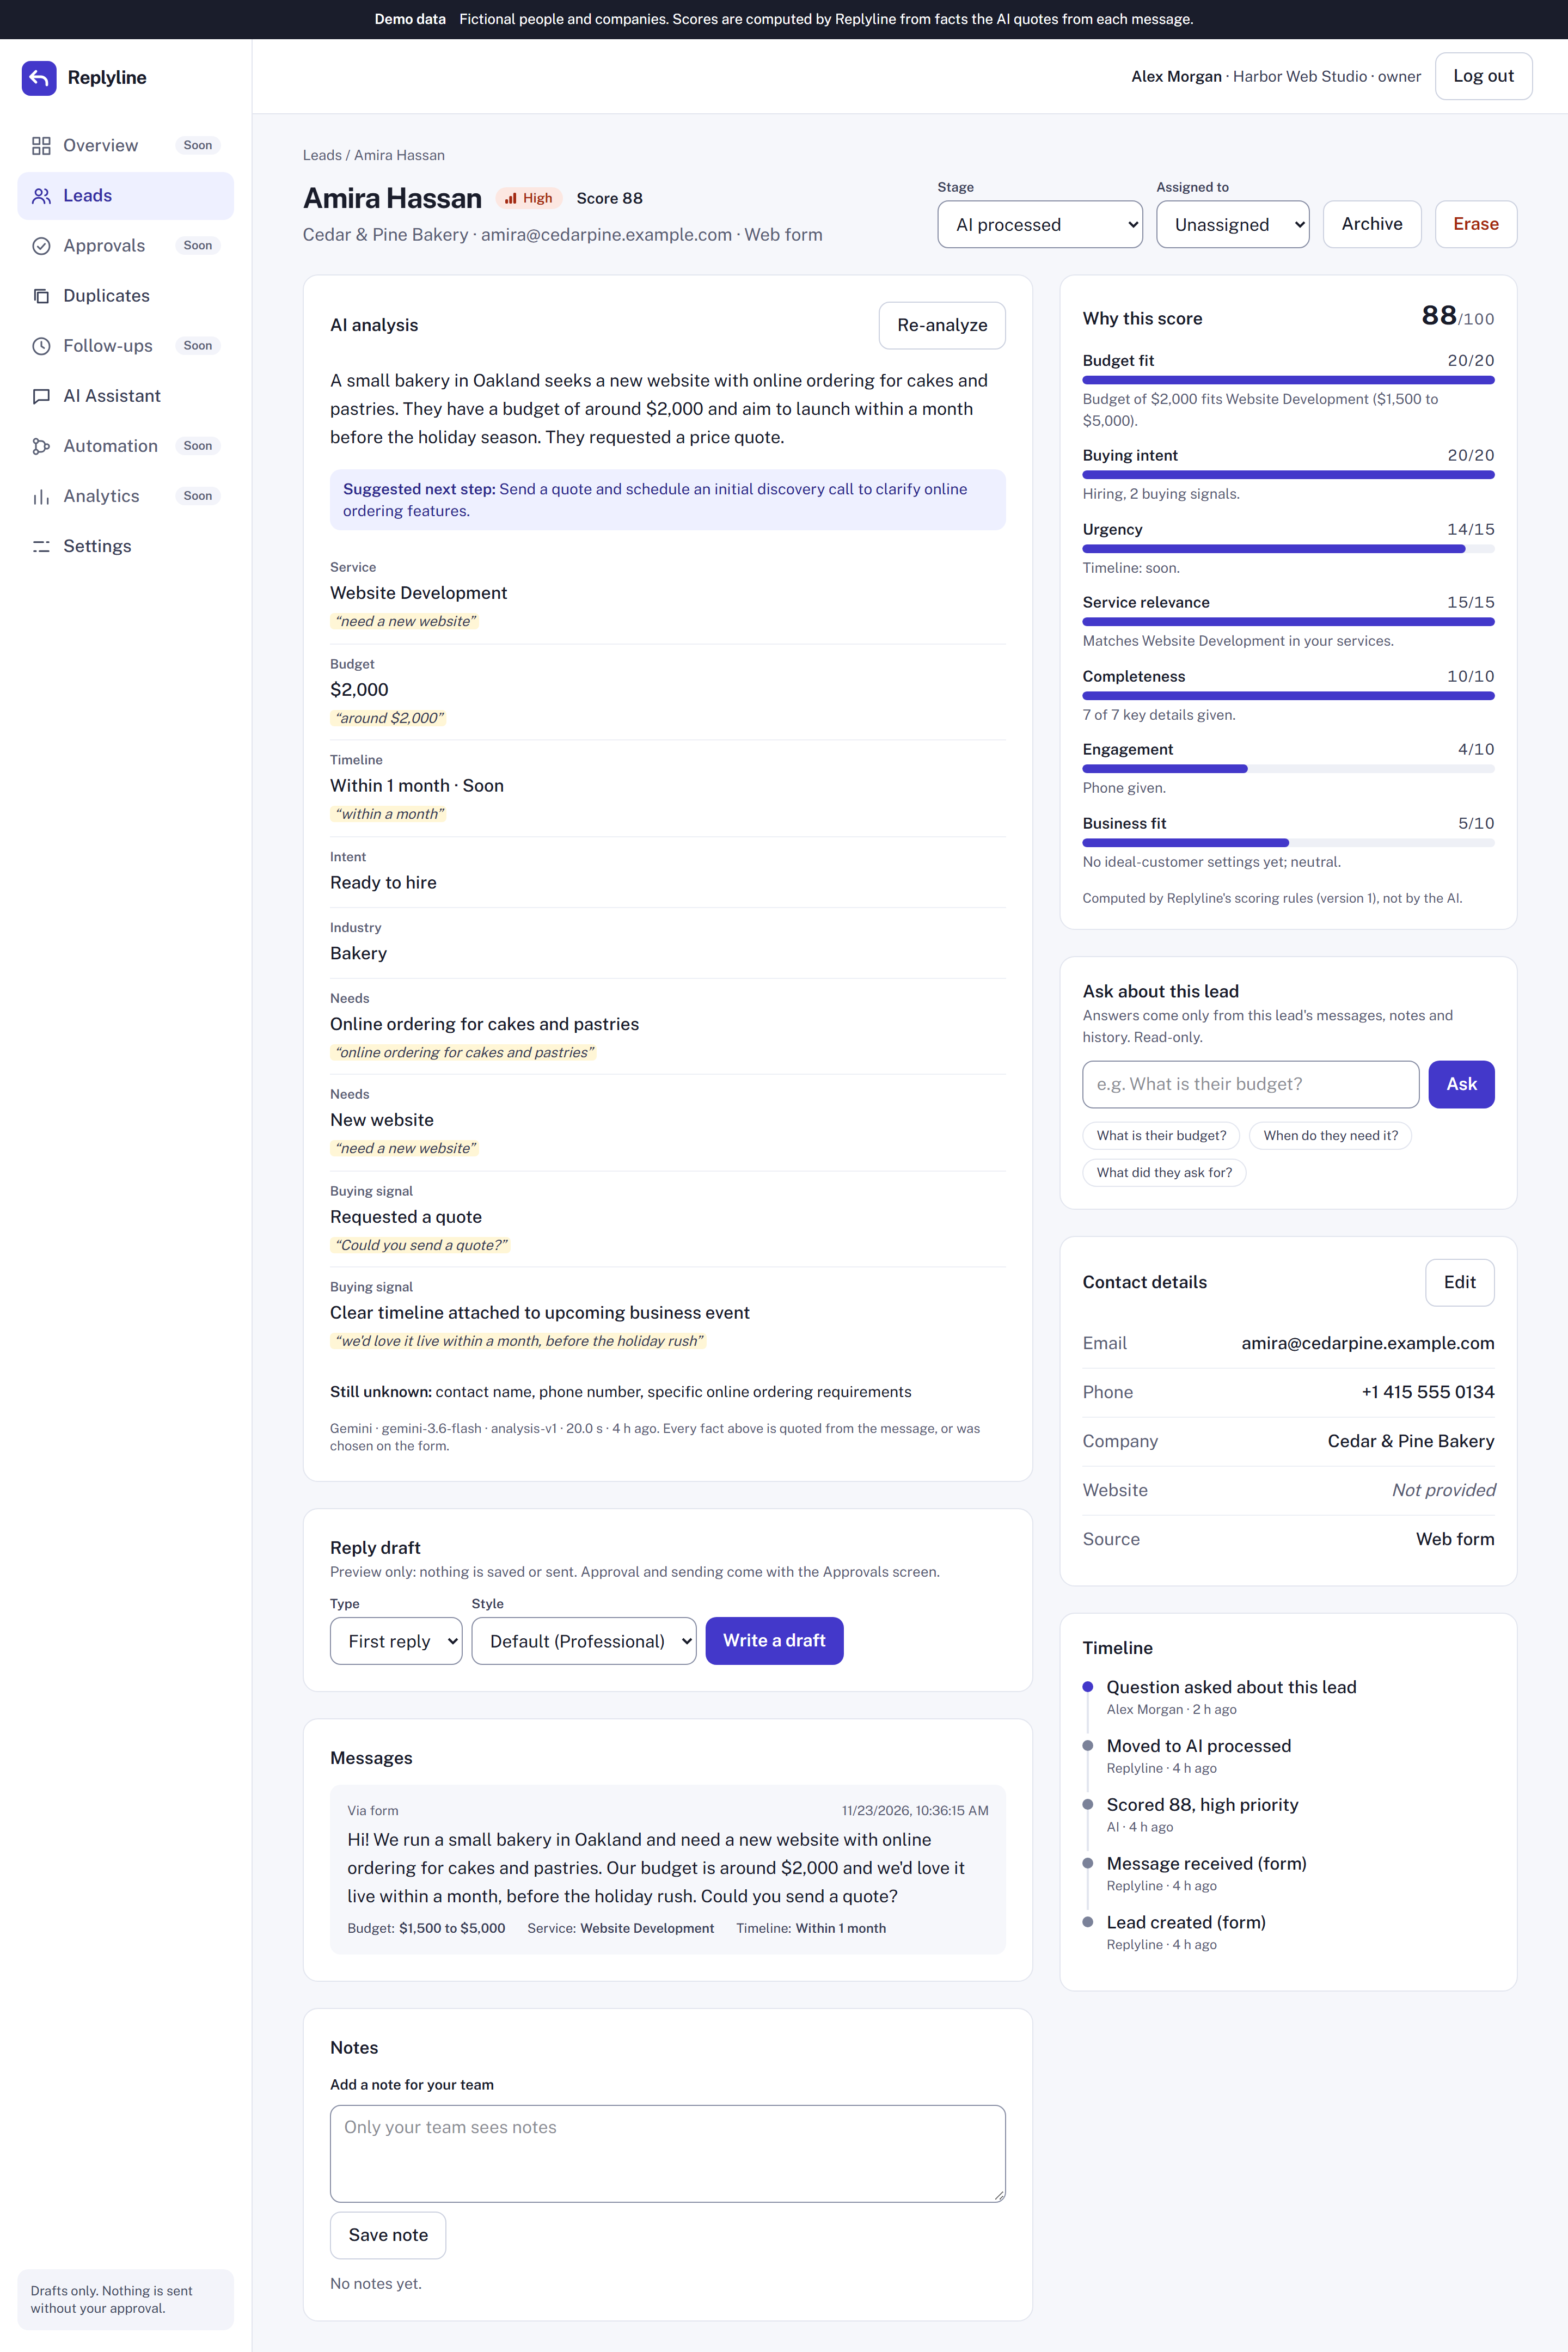 Demo data Fictional people and companies. Scores are computed by Replyline from facts the AI quotes from each message.
Replyline
Alex Morgan · Harbor Web Studio · owner
Log out
Overview Soon
Leads
Approvals Soon
Duplicates
Follow-ups Soon
AI Assistant
Automation Soon
Analytics Soon
Settings
Drafts only. Nothing is sent
without your approval.
Leads / Amira Hassan
Amira Hassan High Score 88
Cedar & Pine Bakery · amira@cedarpine.example.com · Web form
Stage
AI processed
Assigned to
Unassigned
Archive
Erase
AI analysis
Re-analyze
A small bakery in Oakland seeks a new website with online ordering for cakes and
pastries. They have a budget of around $2,000 and aim to launch within a month
before the holiday season. They requested a price quote.
Suggested next step: Send a quote and schedule an initial discovery call to clarify online
ordering features.
Service
Website Development
“need a new website”
Budget
$2,000
“around $2,000”
Timeline
Within 1 month · Soon
“within a month”
Intent
Ready to hire
Industry
Bakery
Needs
Online ordering for cakes and pastries
“online ordering for cakes and pastries”
Needs
New website
“need a new website”
Buying signal
Requested a quote
“Could you send a quote?”
Buying signal
Clear timeline attached to upcoming business event
“we'd love it live within a month, before the holiday rush”
Still unknown: contact name, phone number, specific online ordering requirements
Gemini · gemini-3.6-flash · analysis-v1 · 20.0 s · 4 h ago. Every fact above is quoted from the message, or was
chosen on the form.
Reply draft
Preview only: nothing is saved or sent. Approval and sending come with the Approvals screen.
Type
First reply
Style
Default (Professional)
Write a draft
Messages
Via form 11/23/2026, 10:36:15 AM
Hi! We run a small bakery in Oakland and need a new website with online
ordering for cakes and pastries. Our budget is around $2,000 and we'd love it
live within a month, before the holiday rush. Could you send a quote?
Budget: $1,500 to $5,000 Service: Website Development Timeline: Within 1 month
Notes
Add a note for your team
Only your team sees notes
Save note
No notes yet.
Why this score 88/100
Budget fit 20/20
Budget of $2,000 fits Website Development ($1,500 to
$5,000).
Buying intent 20/20
Hiring, 2 buying signals.
Urgency 14/15
Timeline: soon.
Service relevance 15/15
Matches Website Development in your services.
Completeness 10/10
7 of 7 key details given.
Engagement 4/10
Phone given.
Business fit 5/10
No ideal-customer settings yet; neutral.
Computed by Replyline's scoring rules (version 1), not by the AI.
Ask about this lead
Answers come only from this lead's messages, notes and
history. Read-only.
e.g. What is their budget?
Ask
What is their budget?
When do they need it?
What did they ask for?
Contact details
Edit
Email amira@cedarpine.example.com
Phone +1 415 555 0134
Company Cedar & Pine Bakery
Website Not provided
Source Web form
Timeline
Question asked about this lead
Alex Morgan · 2 h ago
Moved to AI processed
Replyline · 4 h ago
Scored 88, high priority
AI · 4 h ago
Message received (form)
Replyline · 4 h ago
Lead created (form)
Replyline · 4 h ago